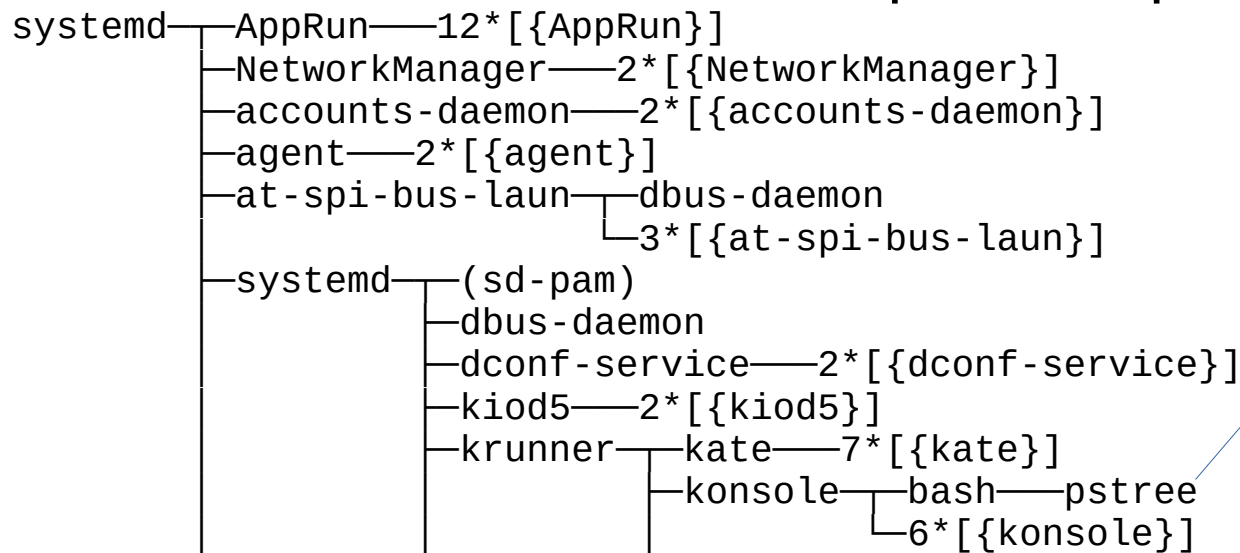 systemd─┬─AppRun───12*[{AppRun}]
        ├─NetworkManager───2*[{NetworkManager}]
        ├─accounts-daemon───2*[{accounts-daemon}]
        ├─agent───2*[{agent}]
        ├─at-spi-bus-laun─┬─dbus-daemon
        │                 └─3*[{at-spi-bus-laun}]
        ├─systemd─┬─(sd-pam)
        │         ├─dbus-daemon
        │         ├─dconf-service───2*[{dconf-service}]
        │         ├─kiod5───2*[{kiod5}]
        │         ├─krunner─┬─kate───7*[{kate}]
        │         │         ├─konsole─┬─bash───pstree
        │         │         │         └─6*[{konsole}]